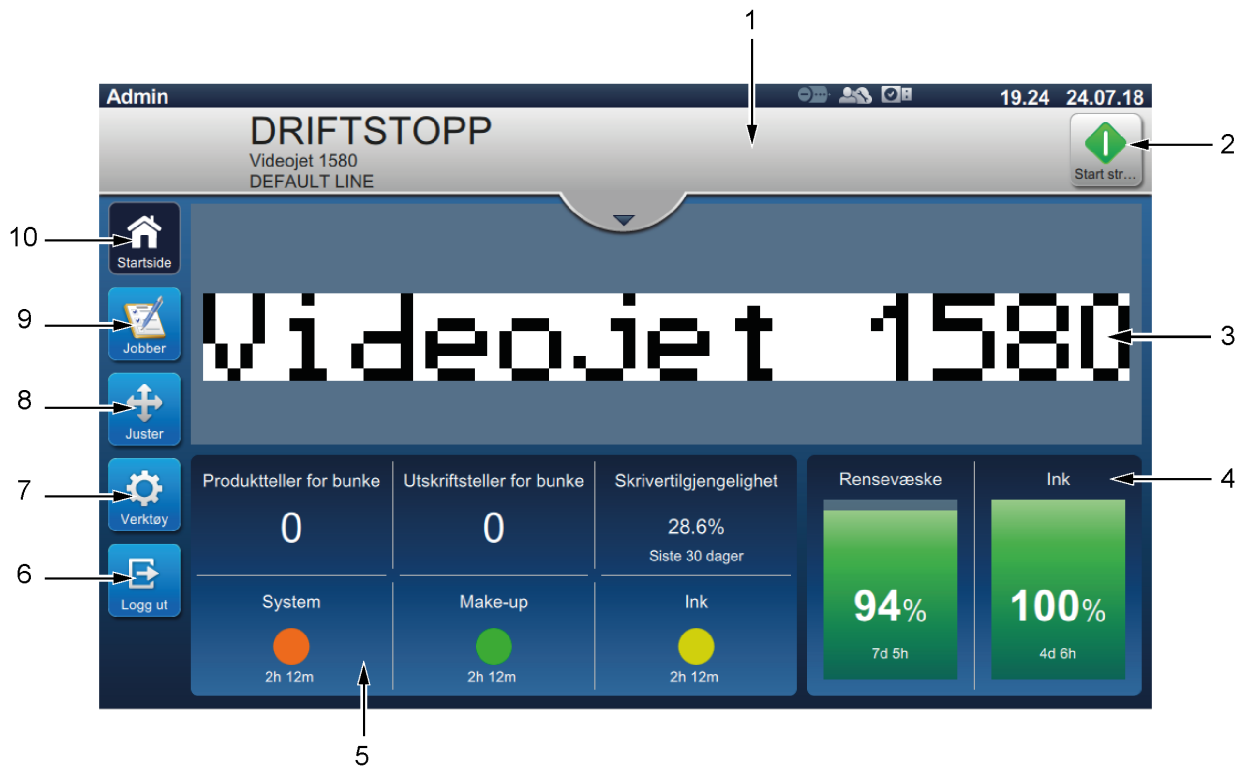 1
Admin
19.24 24.07.18
DRIFTSTOPP
Videojet 1580
DEFAULT LINE
Start str...
2
10
Startside
9
Jobber
8
Juster
7
Verktøy
6
Logg ut
Videojet 1580
3
Produktteller for bunke
0
Utskriftsteller for bunke
0
Skrivertilgjengelighet
28.6%
Siste 30 dager
System
2h 12m
Make-up
2h 12m
Ink
2h 12m
5
Rensevæske
94%
7d 5h
Ink
100%
4d 6h
4